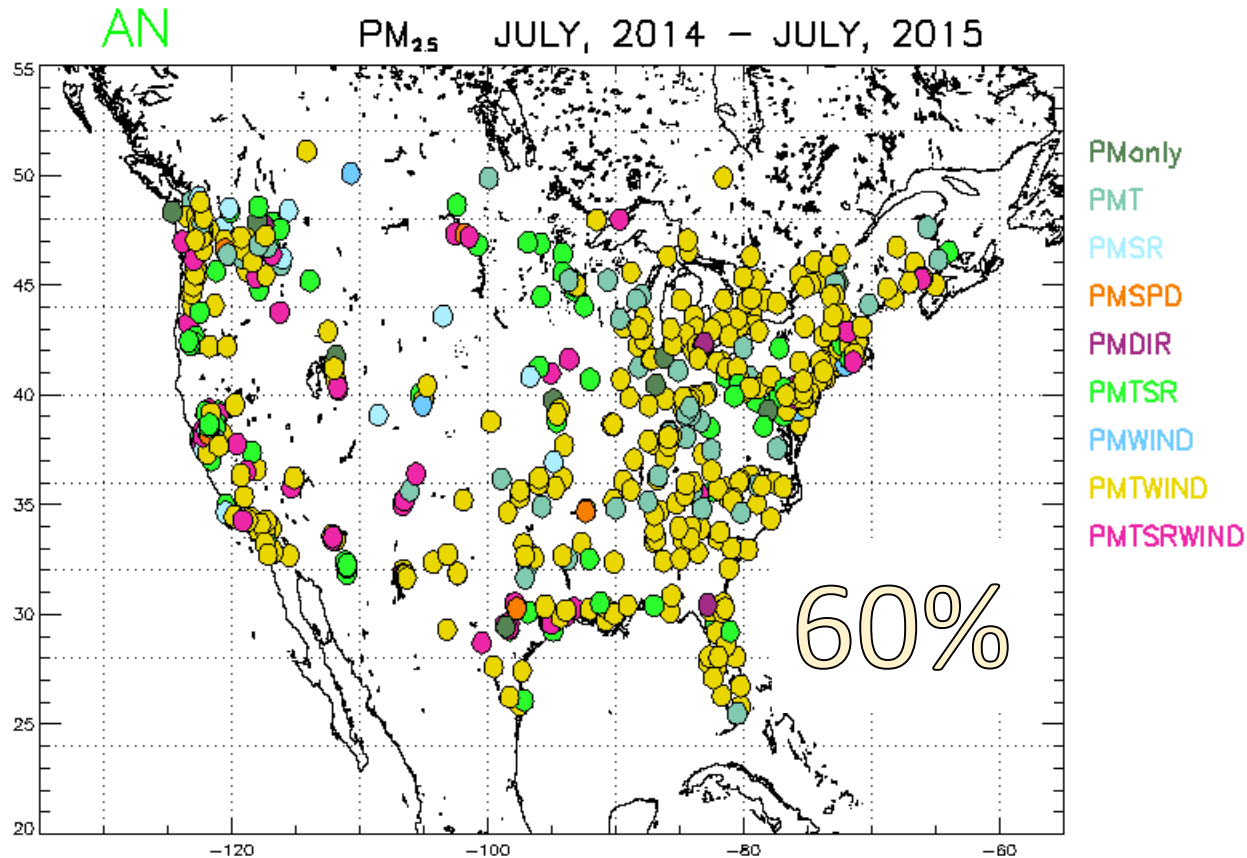 AN PM2.5 JULY, 2014 – JULY, 2015
55
50
45
40
35
30
25
20
-120 -100 -80 -60
PMonly
PMT
PMSR
PMSPD
PMDIR
PMTSR
PMWIND
PMTWIND
PMTSRWIND
60%